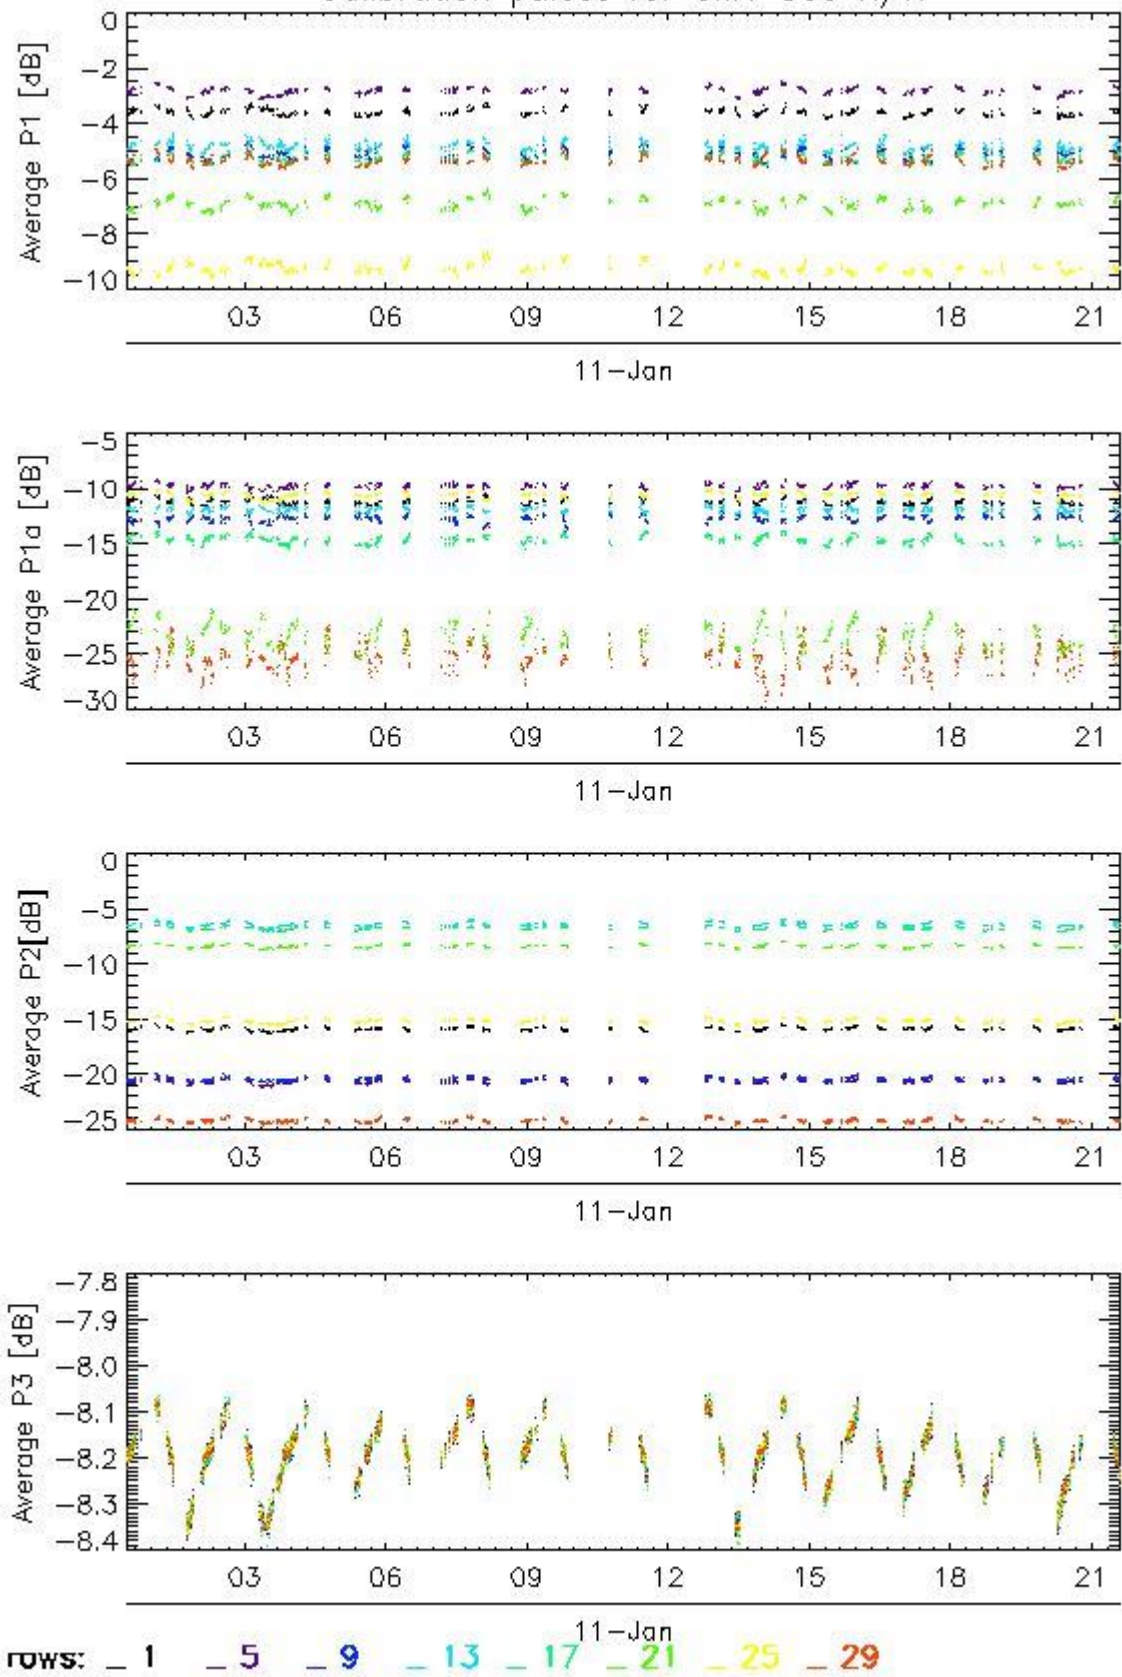 0
Average P1 [dB]
-2
-4
-6
-8
-10
03 06 09 12 15 18 21
11-Jan
-5
Average P1a [dB]
-10
-15
-20
-25
-30
03 06 09 12 15 18 21
11-Jan
0
Average P2[dB]
-5
-10
-15
-20
-25
03 06 09 12 15 18 21
11-Jan
-7.8
Average P3 [dB]
-7.9
-8.0
-8.1
-8.2
-8.3
-8.4
03 06 09 12 15 18 21
11-Jan
rows: _ 1 _ 5 _ 9 _ 13 _ 17 _ 21 _ 25 _ 29